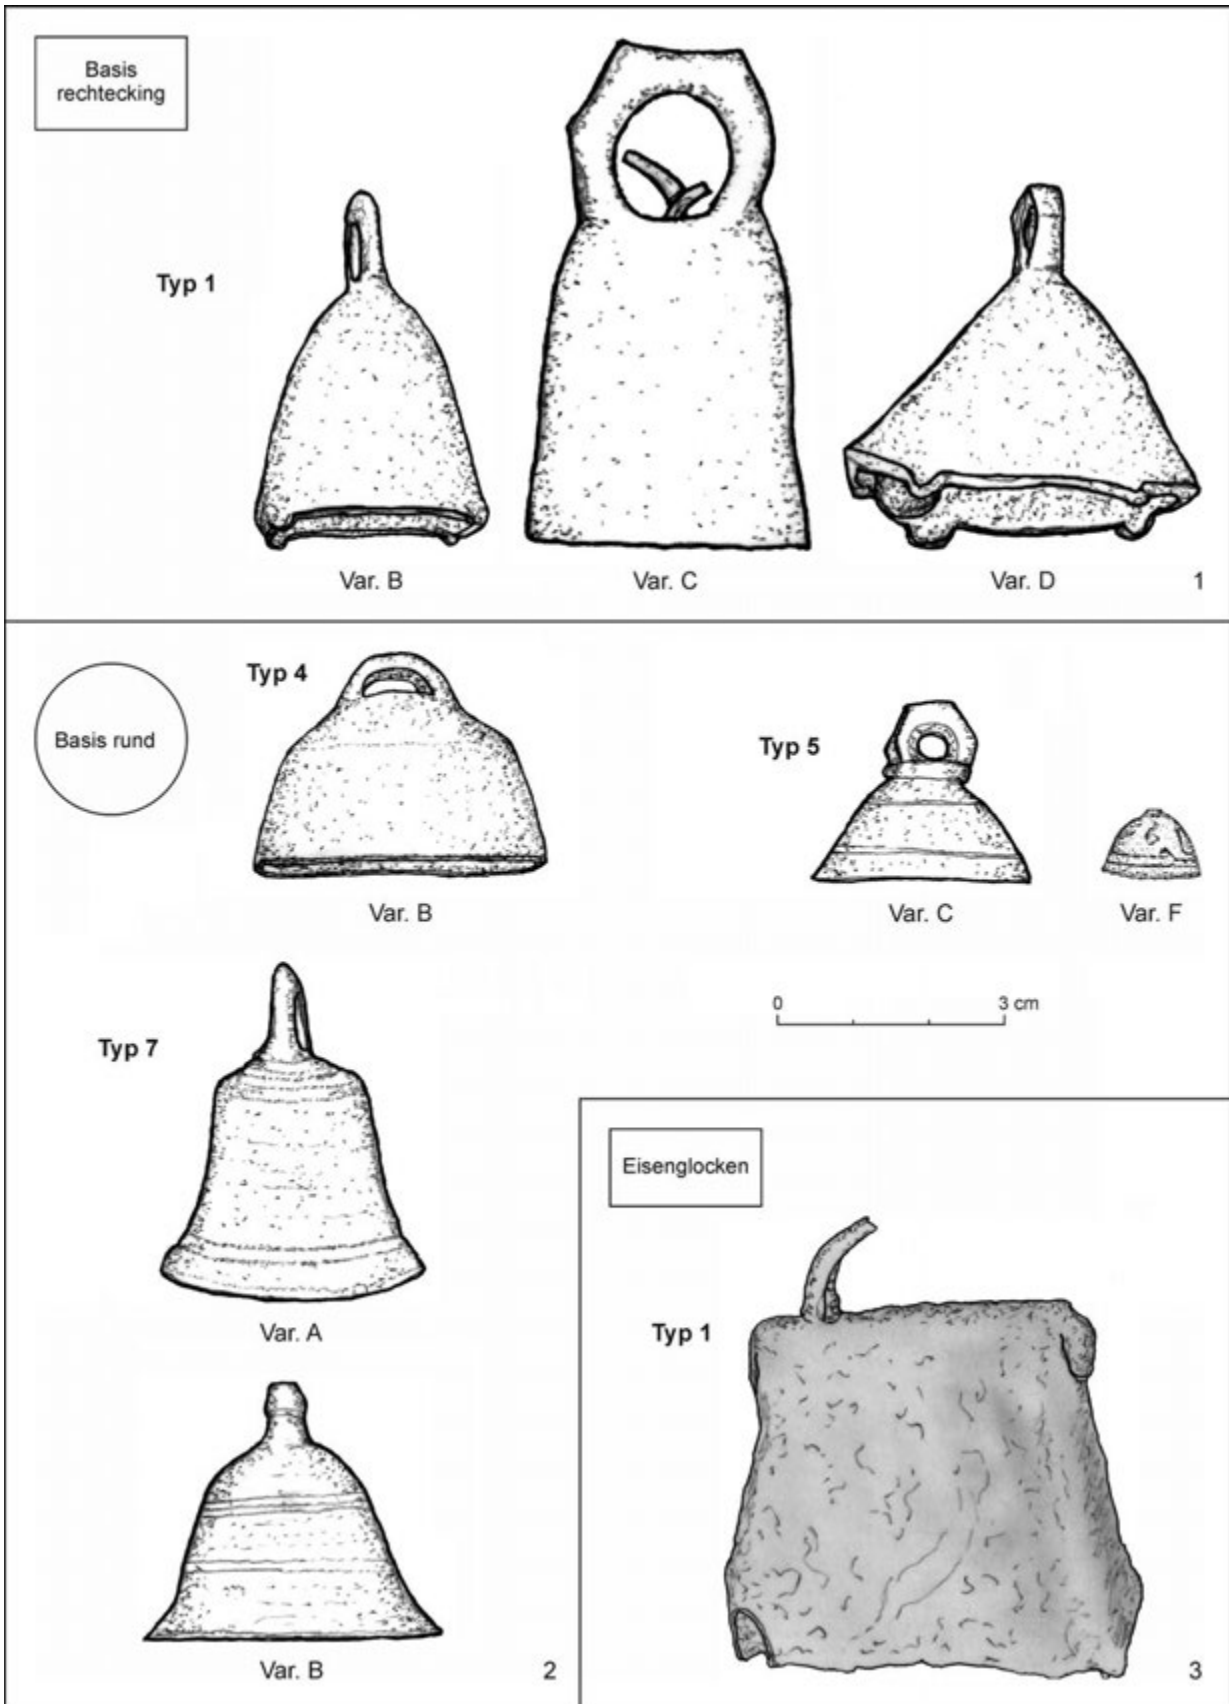 Basis
rechtecking
Typ 1
Var. B
Var. C
Var. D
1
Basis rund
Typ 4
Var. B
Typ 5
Var. C
Var. F
0
3 cm
Typ 7
Var. A
Var. B
2
Eisenglocken
Typ 1
3